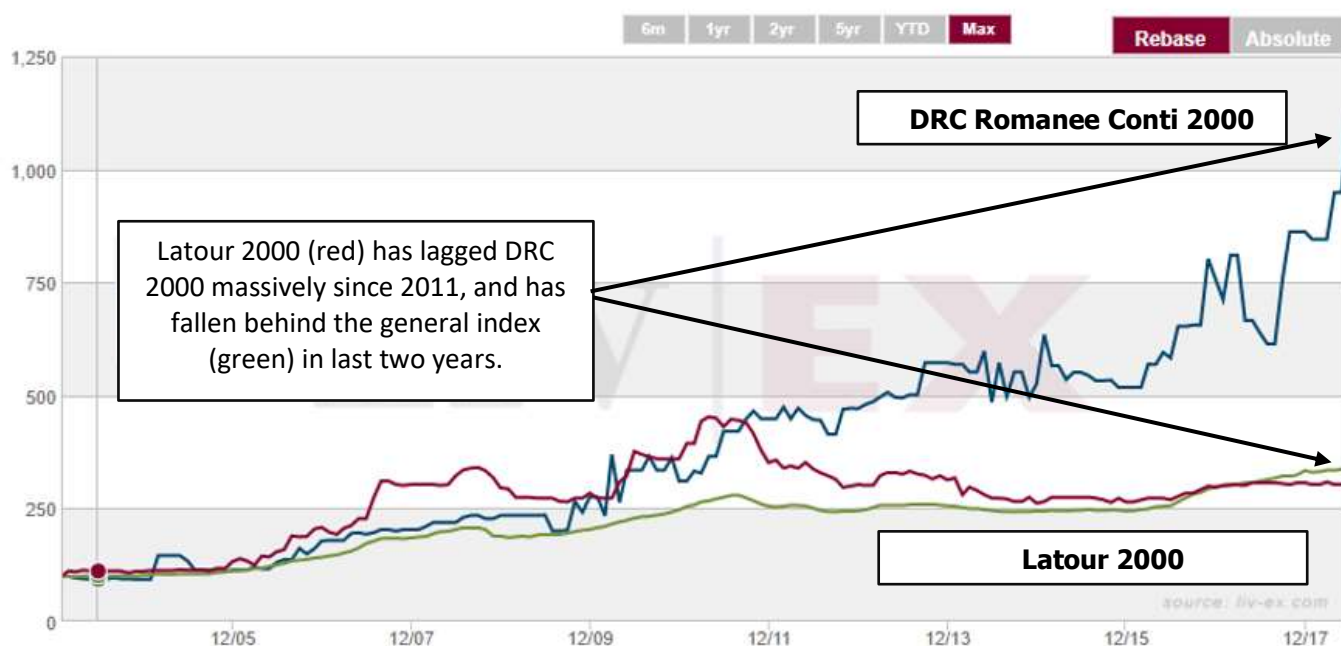 6m 1yr 2yr 5yr YTD Max Rebase Absolute
1,250
DRC Romanee Conti 2000
1,000
Latour 2000 (red) has lagged DRC
2000 massively since 2011, and has
fallen behind the general index
(green) in last two years.
750
EX
500
250
Latour 2000
source: liv-ex.com
0
12/05 12/07 12/09 12/11 12/13 12/15 12/17